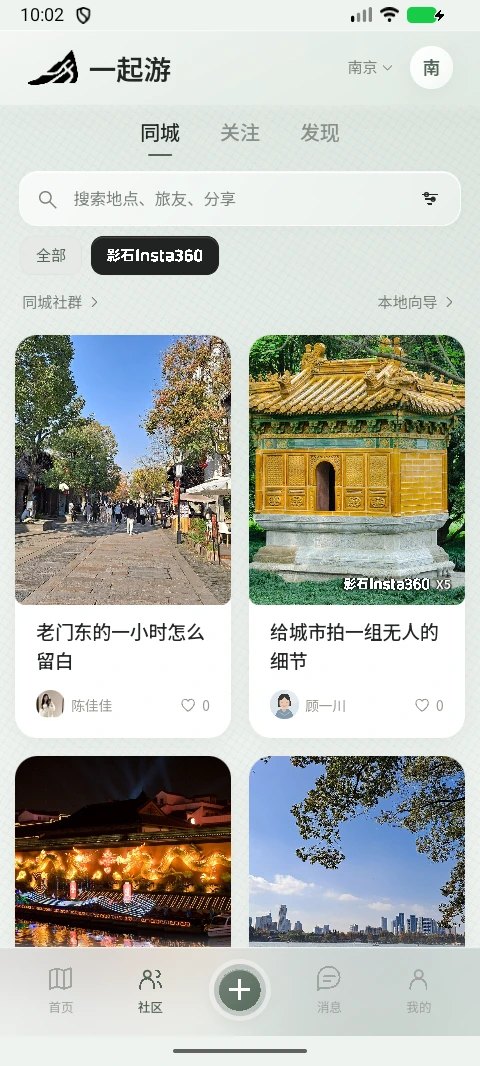 10:02
一起游
南京
南
同城 关注 发现
搜索地点、旅友、分享
全部 影石Insta360
同城社群
本地向导
影石Insta360 X5
老门东的一小时怎么
留白
陈佳佳 0
给城市拍一组无人的
细节
顾一川 0
首页 社区 消息 我的